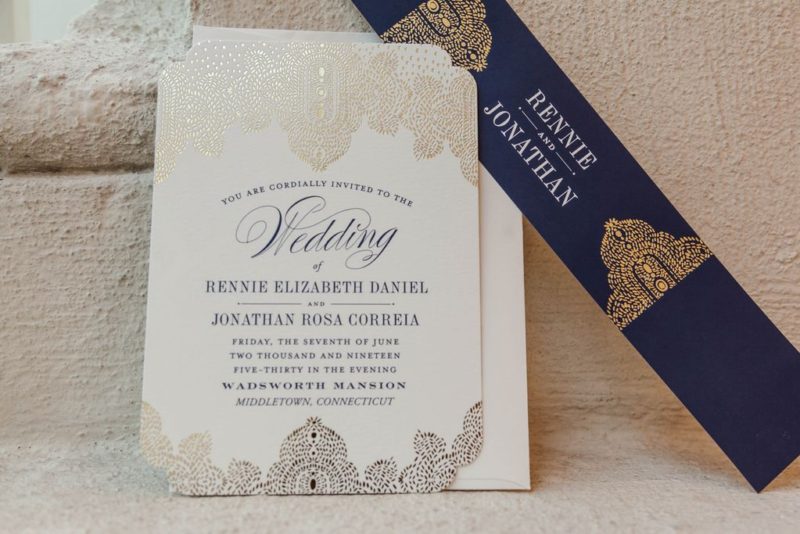 YOU ARE CORDIALLY INVITED TO THE
Wedding
of
RENNIE ELIZABETH DANIEL
AND
JONATHAN ROSA CORREIA
FRIDAY, THE SEVENTH OF JUNE
TWO THOUSAND AND NINETEEN
FIVE-THIRTY IN THE EVENING
WADSWORTH MANSION
MIDDLETOWN, CONNECTICUT
RENNIE
AND
JONATHAN